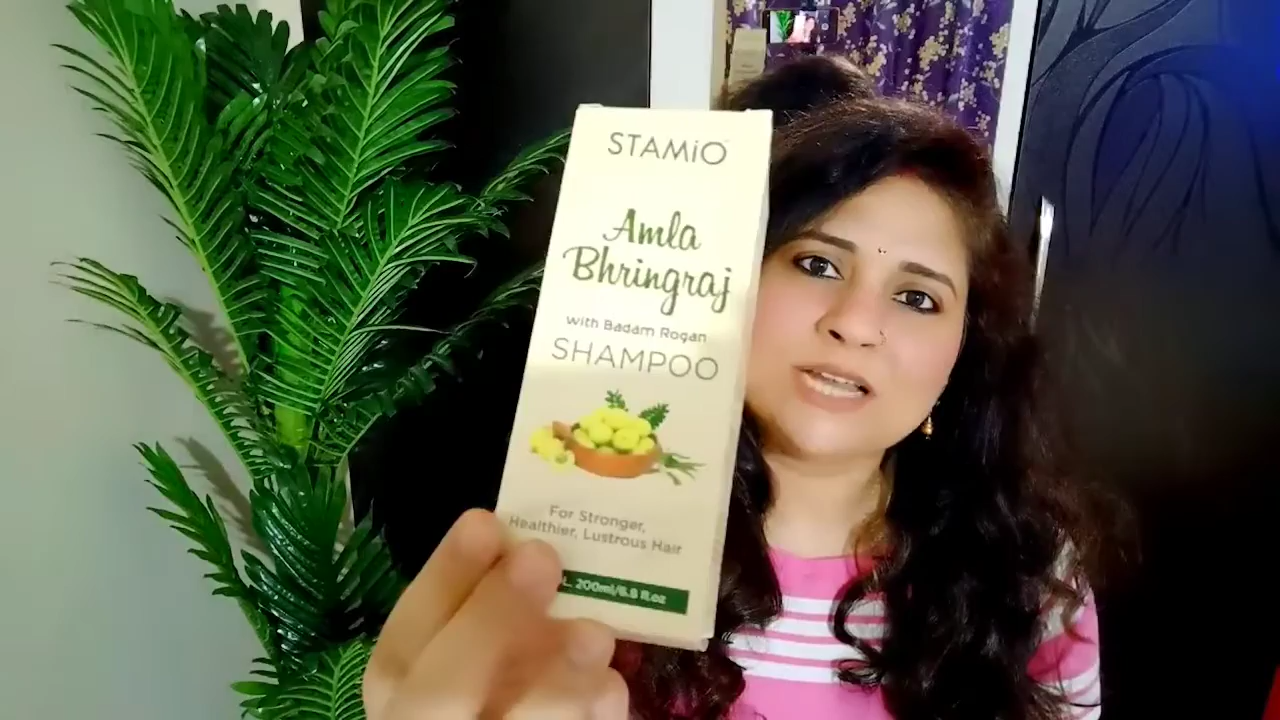 STAMiO
Amla
Bhringraj
with Badam Rogan
SHAMPOO
For Stronger,
Healthier, Lustrous Hair
200ml/6.8 fl.oz